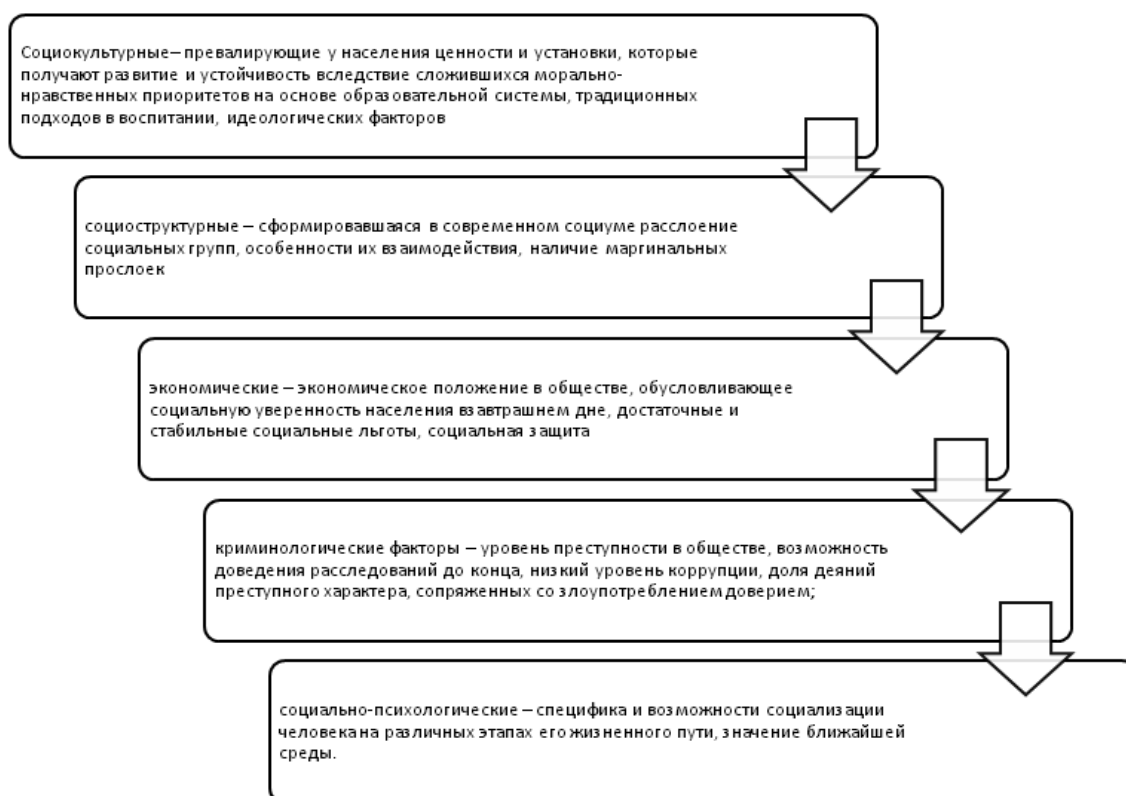 Социокультурные– превалирующие у населения ценности и установки, которые
получают развитие и устойчивость вследствие сложившихся морально-
нравственных приоритетов на основе образовательной системы, традиционных
подходов в воспитании, идеологических факторов
социоструктурные – сформировавшаяся в современном социуме расслоение
социальных групп, особенности их взаимодействия, наличие маргинальных
прослоек
экономические – экономическое положение в обществе, обусловливающее
социальную уверенность населения взавтрашнем дне, достаточные и
стабильные социальные льготы, социальная защита
криминологические факторы – уровень преступности в обществе, возможность
доведения расследований до конца, низкий уровень коррупции, доля деяний
преступного характера, сопряженных со злоупотреблением доверием;
социально-психологические – специфика и возможности социализации
человека на различных этапах его жизненного пути, значение ближайшей
среды.